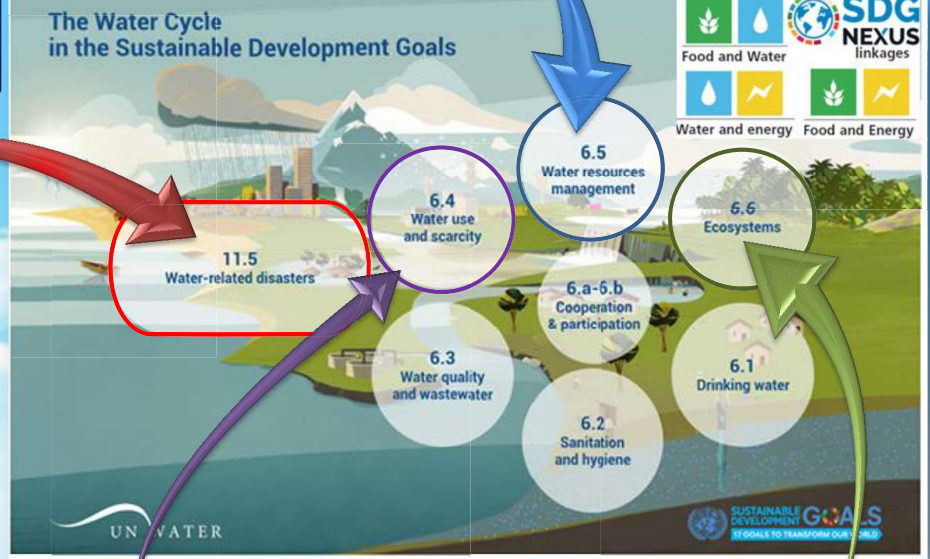 The Water Cycle
in the Sustainable Development Goals
SDG
NEXUS
linkages
Food and Water
Water and energy
Food and Energy
6.5
Water resources
management
6.4
Water use
and scarcity
6.6
Ecosystems
11.5
Water-related disasters
6.a-6.b
Cooperation
& participation
6.3
Water quality
and wastewater
6.1
Drinking water
6.2
Sanitation
and hygiene
UN WATER
SUSTAINABLE
DEVELOPMENT GOALS
17 GOALS TO TRANSFORM OUR WORLD